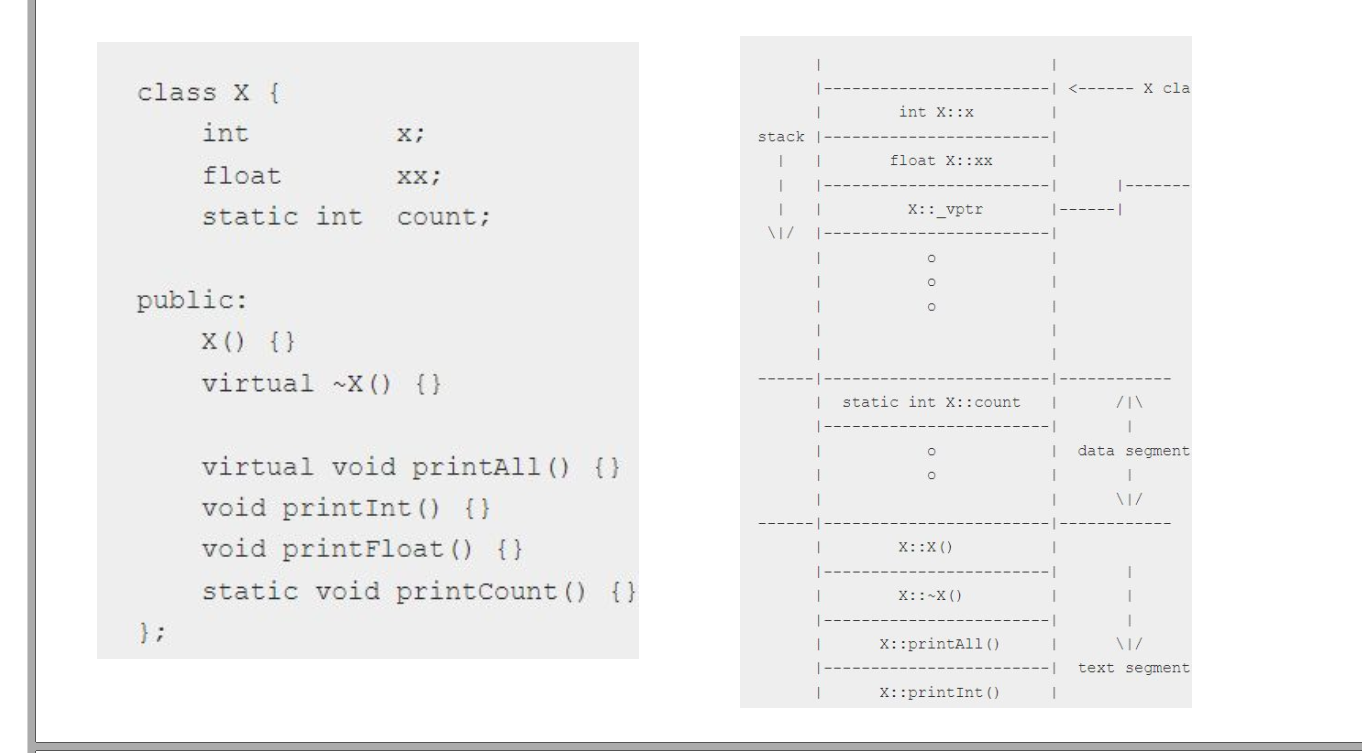 class X {
    int         x;
    float       xx;
    static int  count;
public:
    X() {}
    virtual ~X() {}
    virtual void printAll() {}
    void printInt() {}
    void printFloat() {}
    static void printCount() {}
};
      |                        |
      |------------------------| <------ X cla
      |        int X::x        |
stack |------------------------|
  |   |       float X::xx      |
  |   |------------------------|      |-------
  |   |         X::_vptr       |------|
 \|/  |------------------------|
      |           o            |
      |           o            |
      |           o            |
      |                        |
      |                        |
------|------------------------|------------
      |  static int X::count   |      /|\
      |------------------------|       |
      |           o            |  data segment
      |           o            |       |
      |                        |      \|/
------|------------------------|------------
      |        X::X()          |
      |------------------------|       |
      |        X::~X()         |       |
      |------------------------|       |
      |      X::printAll()     |      \|/
      |------------------------|  text segment
      |      X::printInt()     |